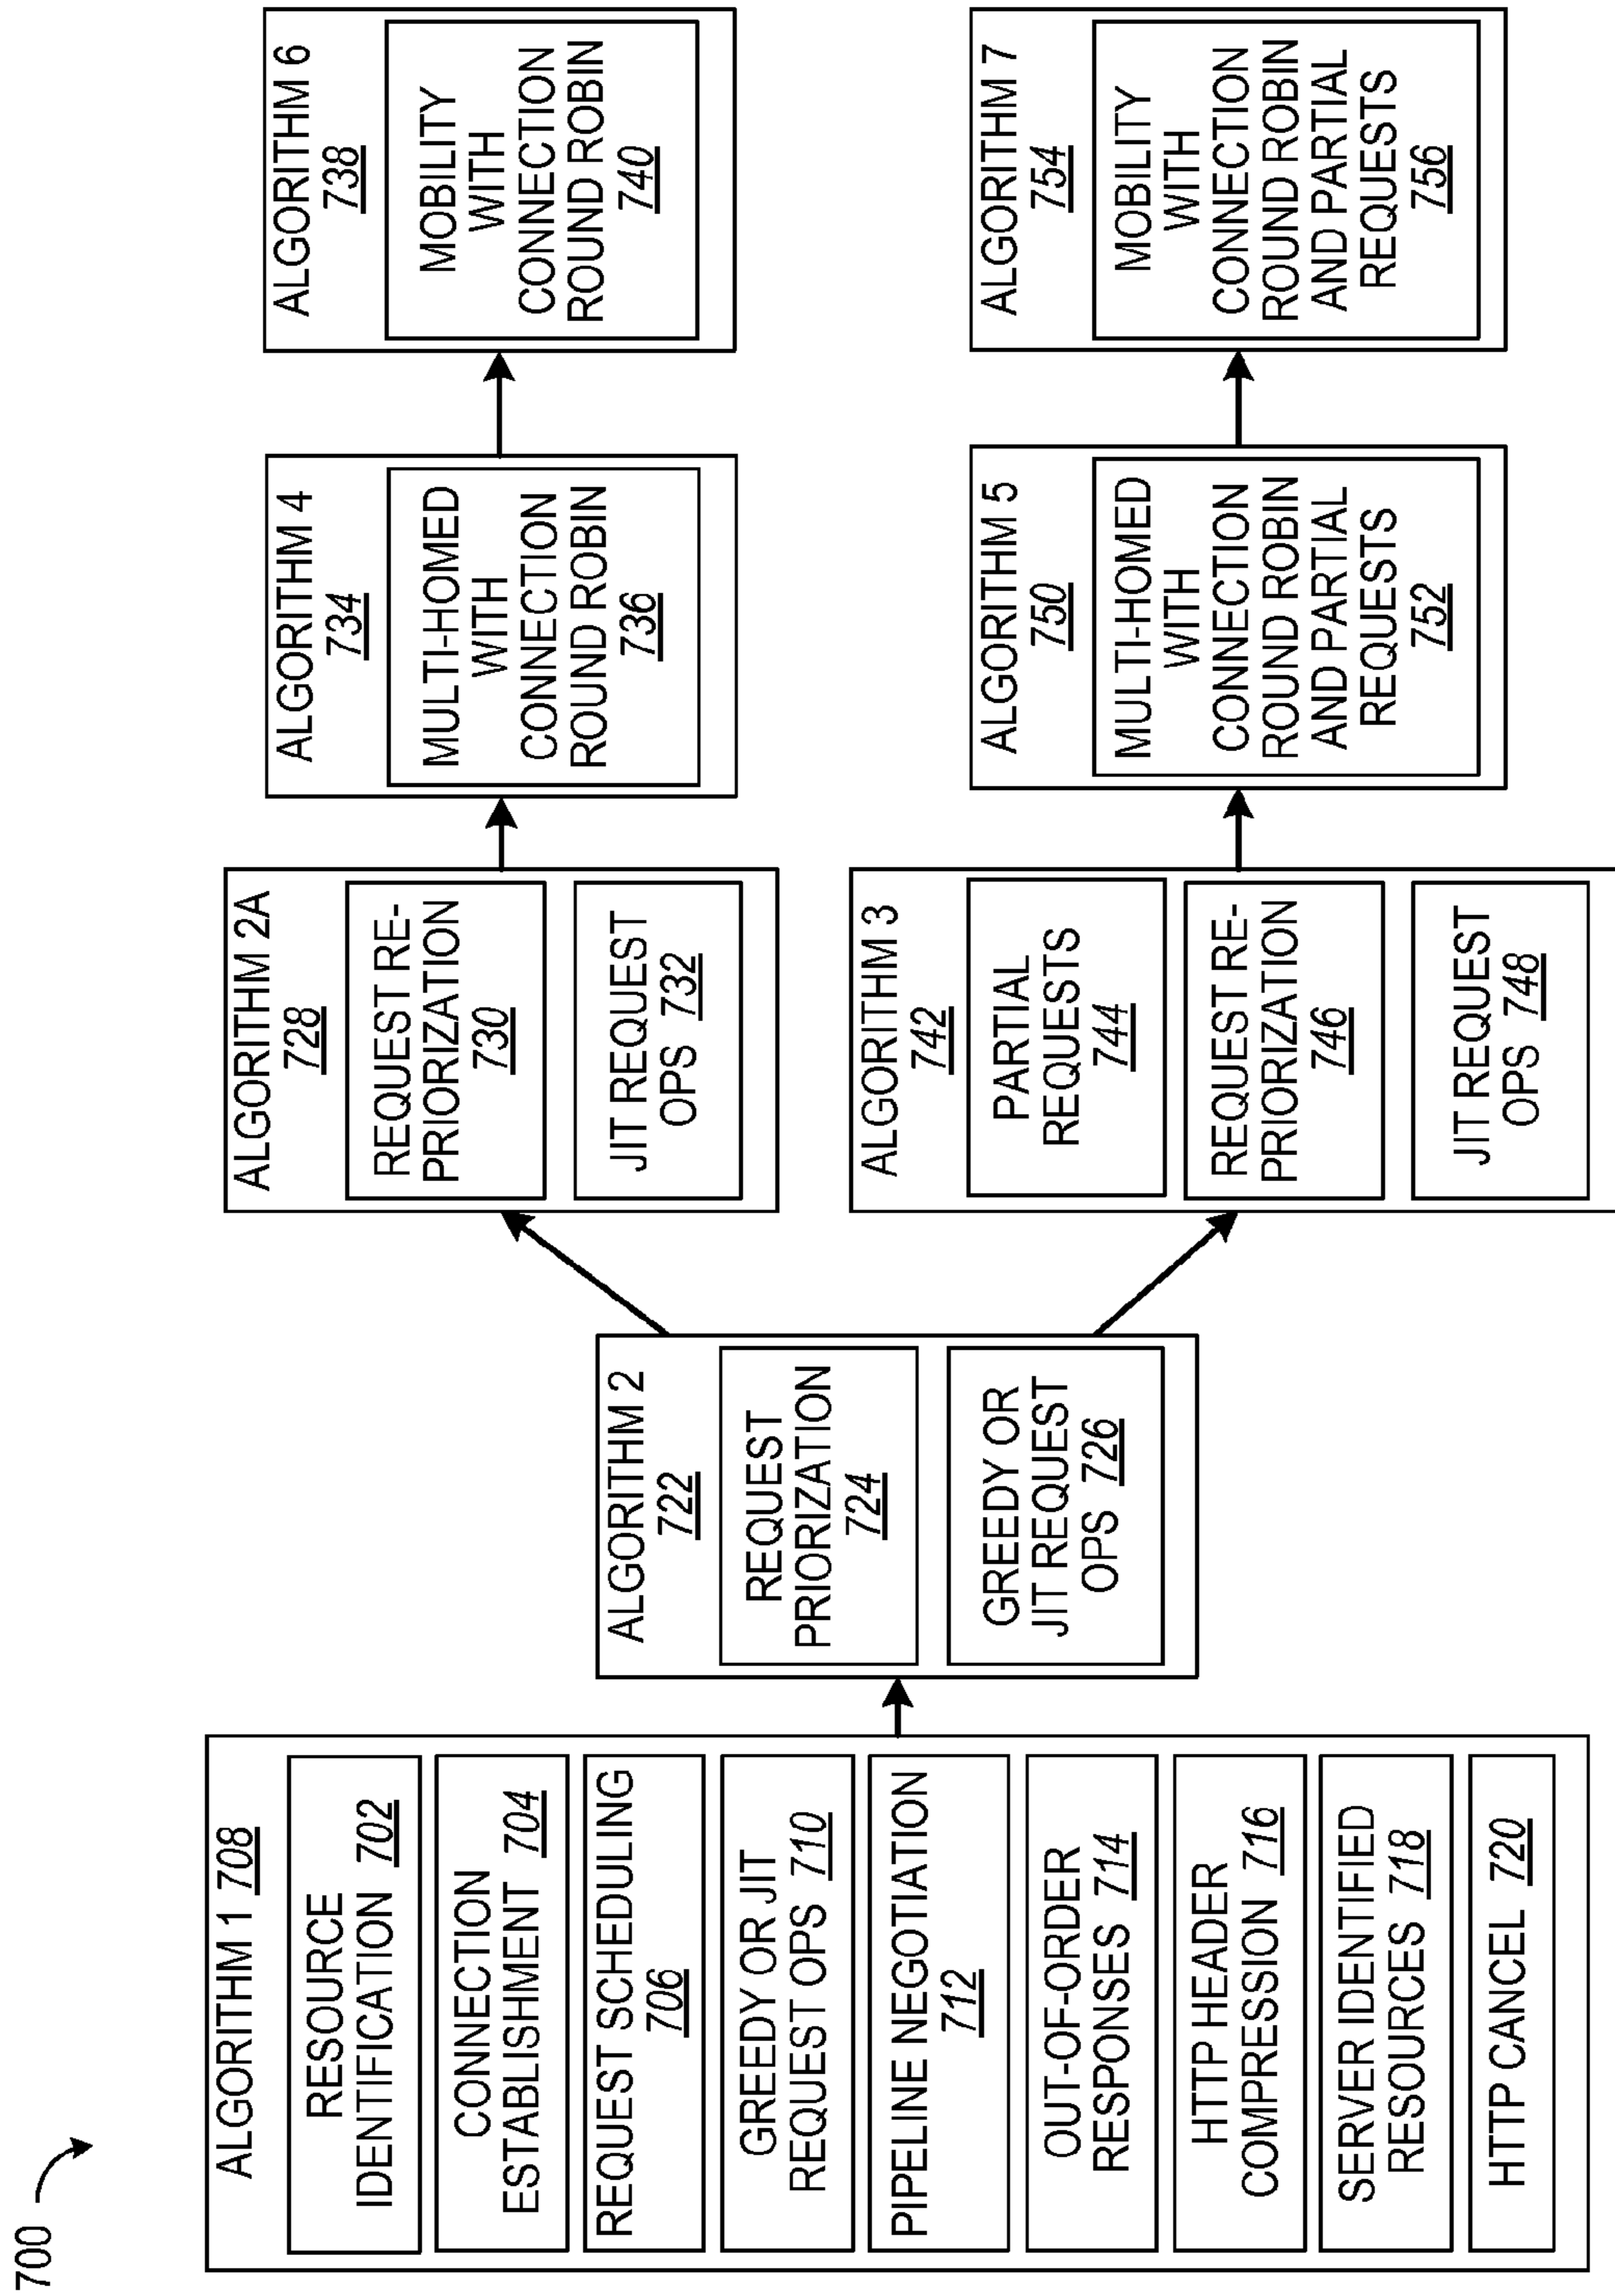 700
ALGORITHM 1 708
RESOURCE
IDENTIFICATION 702
CONNECTION
ESTABLISHMENT 704
REQUEST SCHEDULING
706
GREEDY OR JIT
REQUEST OPS 710
PIPELINE NEGOTIATION
712
OUT-OF-ORDER
RESPONSES 714
HTTP HEADER
COMPRESSION 716
SERVER IDENTIFIED
RESOURCES 718
HTTP CANCEL 720
ALGORITHM 2
722
REQUEST
PRIORIZATION
724
GREEDY OR
JIT REQUEST
OPS 726
ALGORITHM 2A
728
REQUEST RE-
PRIORIZATION
730
JIT REQUEST
OPS 732
ALGORITHM 4
734
MULTI-HOMED
WITH
CONNECTION
ROUND ROBIN
736
ALGORITHM 6
738
MOBILITY
WITH
CONNECTION
ROUND ROBIN
740
ALGORITHM 3
742
PARTIAL
REQUESTS
744
REQUEST RE-
PRIORIZATION
746
JIT REQUEST
OPS 748
ALGORITHM 5
750
MULTI-HOMED
WITH
CONNECTION
ROUND ROBIN
AND PARTIAL
REQUESTS
752
ALGORITHM 7
754
MOBILITY
WITH
CONNECTION
ROUND ROBIN
AND PARTIAL
REQUESTS
756